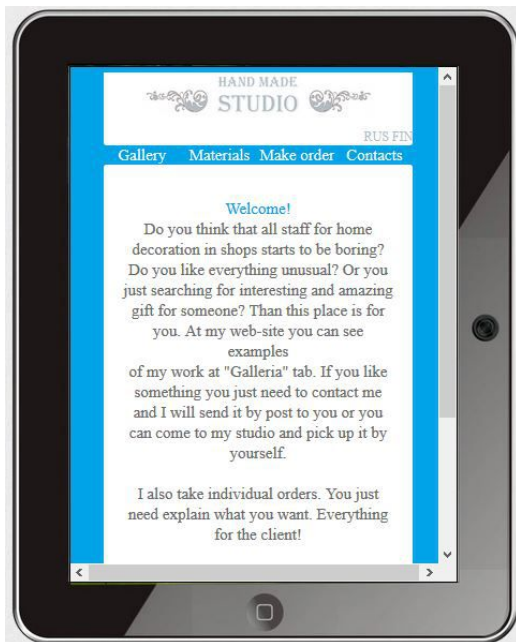 HAND MADE
STUDIO
RUS FIN
Gallery Materials Make order Contacts
Welcome!
Do you think that all staff for home
decoration in shops starts to be boring?
Do you like everything unusual? Or you
just searching for interesting and amazing
gift for someone? Than this place is for
you. At my web-site you can see
examples
of my work at "Galleria" tab. If you like
something you just need to contact me
and I will send it by post to you or you
can come to my studio and pick up it by
yourself.
I also take individual orders. You just
need explain what you want. Everything
for the client!